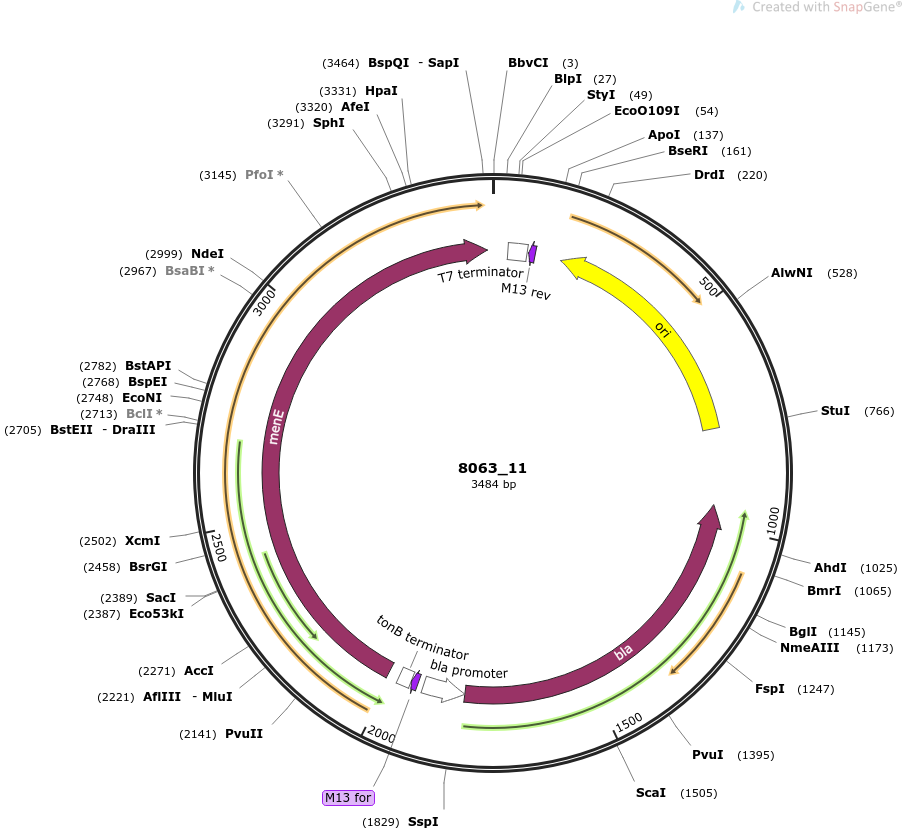 Created with SnapGene®
(3464) BspQI - SapI
BbvCI (3)
BlpI (27)
StyI (49)
EcoO109I (54)
ApoI (137)
BseRI (161)
DrdI (220)
AlwNI (528)
StuI (766)
AhdI (1025)
BmrI (1065)
BglI (1145)
NmeAIII (1173)
FspI (1247)
PvuI (1395)
ScaI (1505)
(3331) HpaI
(3320) AfeI
(3291) SphI
(3145) PfoI *
(2999) NdeI
(2967) BsaBI *
(2782) BstAPI
(2768) BspEI
(2748) EcoNI
(2713) BclI *
(2705) BstEII - DraIII
(2502) XcmI
(2458) BsrGI
(2389) SacI
(2387) Eco53kI
(2271) AccI
(2221) AflIII - MluI
(2141) PvuII
(1829) SspI
M13 for
T7 terminator
M13 rev
ori
menE
bla
tonB terminator
bla promoter
500
1000
1500
2000
2500
3000
8063_11
3484 bp